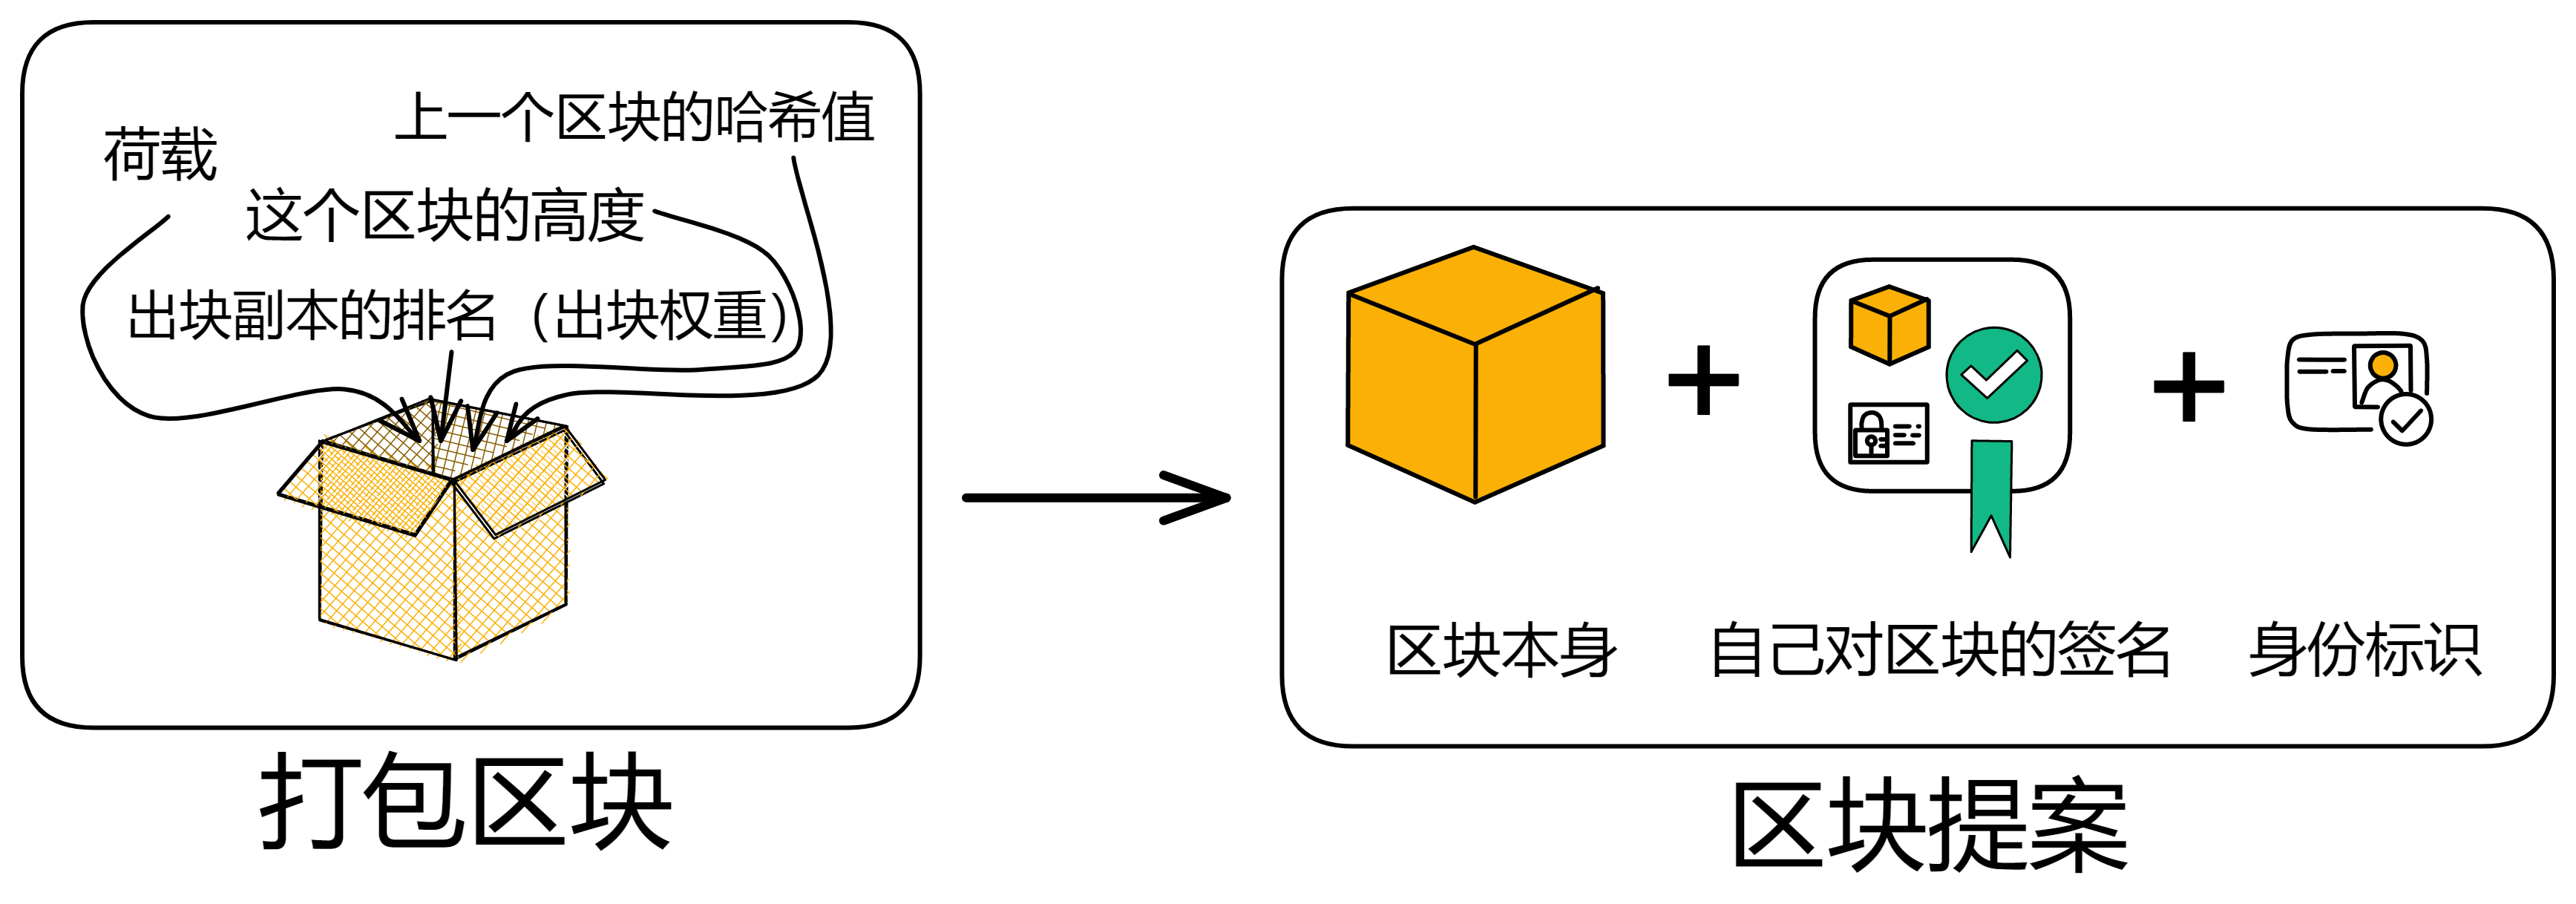 上一个区块的哈希值
荷载
这个区块的高度
出块副本的排名（出块权重）
打包区块
区块本身
自己对区块的签名
身份标识
区块提案